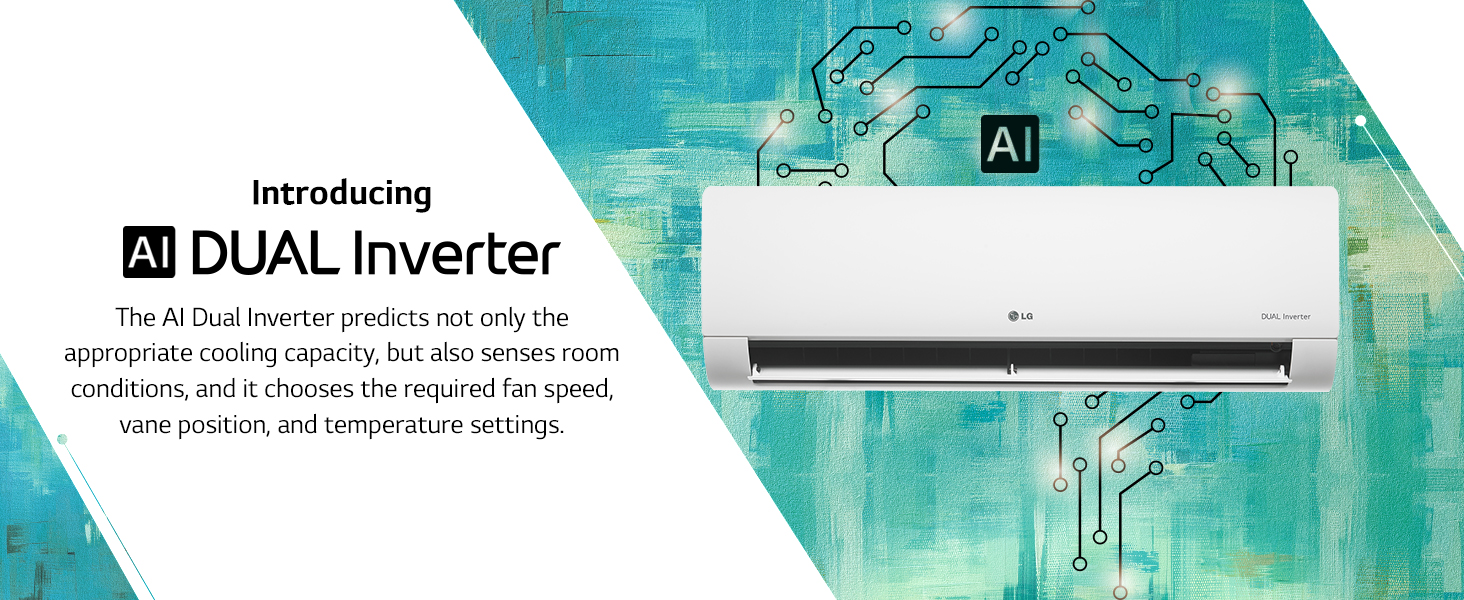 Introducing
AI DUAL Inverter
The AI Dual Inverter predicts not only the
appropriate cooling capacity, but also senses room
conditions, and it chooses the required fan speed,
vane position, and temperature settings.
AI
LG
DUAL Inverter